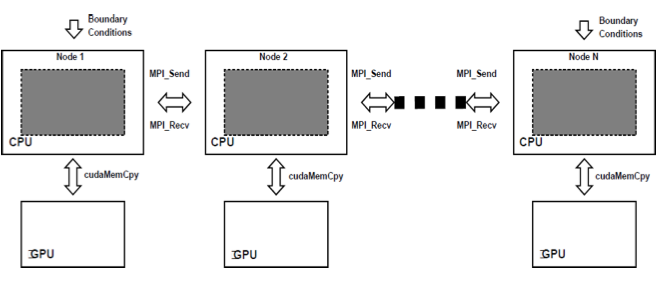 Boundary
Conditions
Boundary
Conditions
Node 1
Node 2
Node N
MPI_Send
MPI_Send
MPI_Send
MPI_Recv
MPI_Recv
MPI_Recv
CPU
CPU
CPU
cudaMemCpy
cudaMemCpy
cudaMemCpy
GPU
GPU
GPU